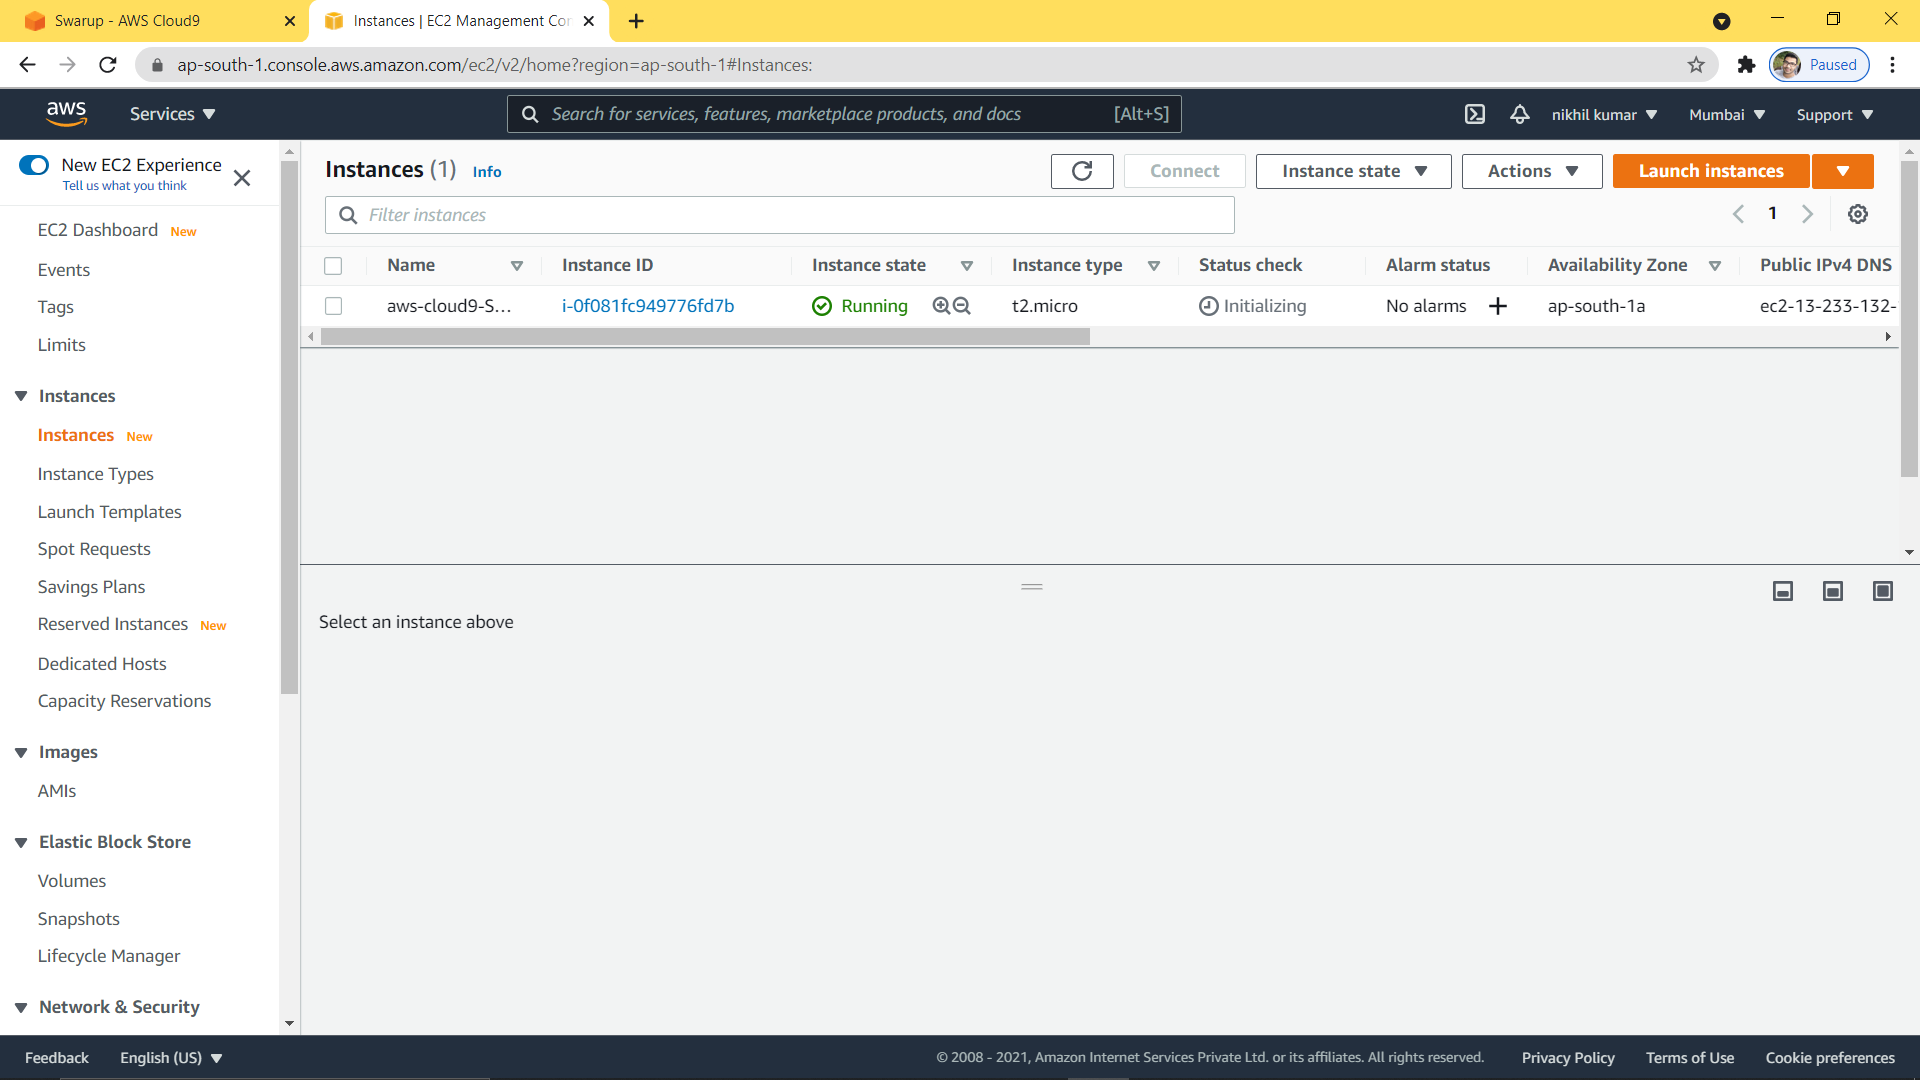 Swarup - AWS Cloud9
Instances | EC2 Management Con
ap-south-1.console.aws.amazon.com/ec2/v2/home?region=ap-south-1#Instances:
Paused
aws
Services
Search for services, features, marketplace products, and docs
[Alt+S]
nikhil kumar
Mumbai
Support
New EC2 Experience
Tell us what you think
EC2 Dashboard New
Events
Tags
Limits
Instances
Instances New
Instance Types
Launch Templates
Spot Requests
Savings Plans
Reserved Instances New
Dedicated Hosts
Capacity Reservations
Images
AMIs
Elastic Block Store
Volumes
Snapshots
Lifecycle Manager
Network & Security
Instances (1) Info
Connect
Instance state
Actions
Launch instances
Filter instances
1
Name Instance ID Instance state Instance type Status check Alarm status Availability Zone Public IPv4 DNS
aws-cloud9-S... i-0f081fc949776fd7b Running t2.micro Initializing No alarms + ap-south-1a ec2-13-233-132-
Select an instance above
Feedback
English (US)
© 2008 - 2021, Amazon Internet Services Private Ltd. or its affiliates. All rights reserved.
Privacy Policy
Terms of Use
Cookie preferences